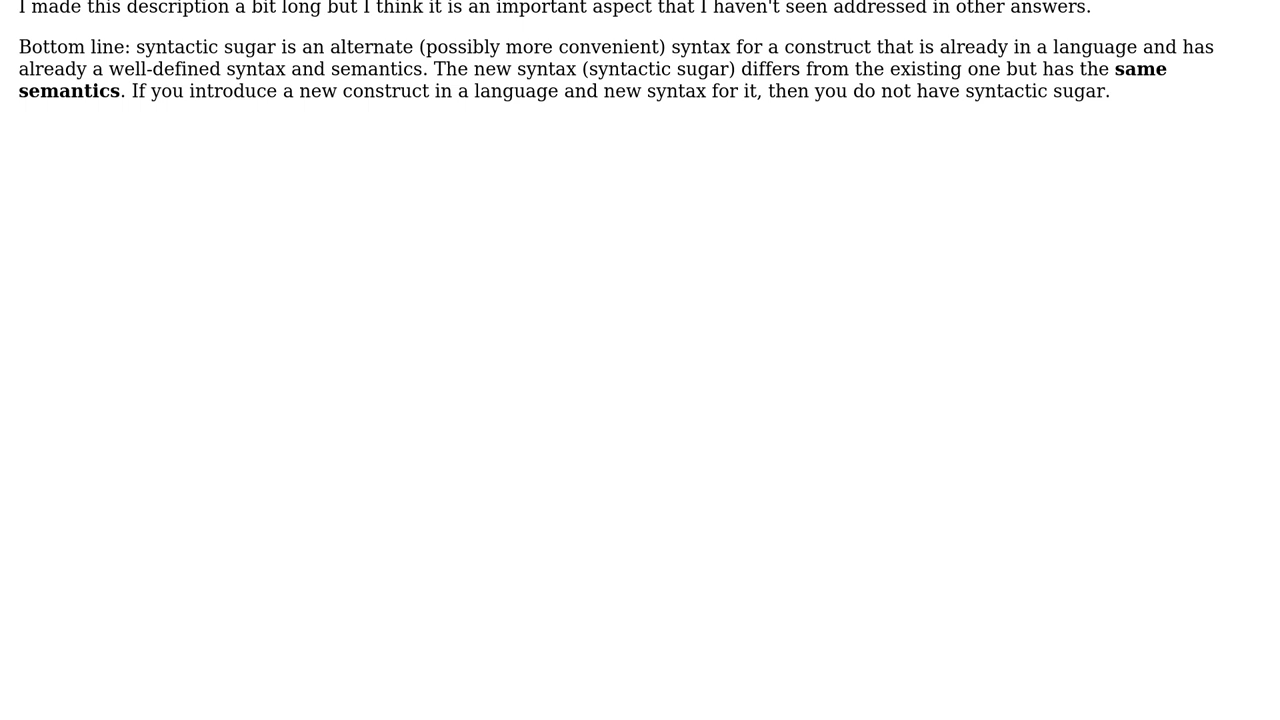 I made this description a bit long but I think it is an important aspect that I haven't seen addressed in other answers.
Bottom line: syntactic sugar is an alternate (possibly more convenient) syntax for a construct that is already in a language and has
already a well-defined syntax and semantics. The new syntax (syntactic sugar) differs from the existing one but has the same
semantics. If you introduce a new construct in a language and new syntax for it, then you do not have syntactic sugar.